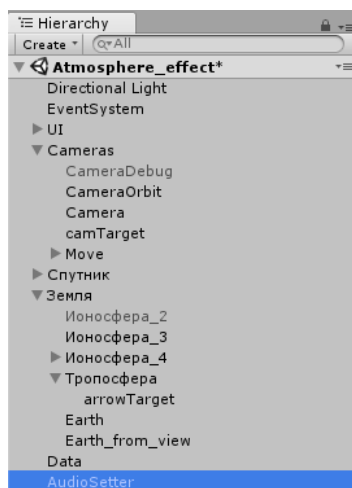 Hierarchy
Create All
Atmosphere_effect*
Directional Light
EventSystem
UI
Cameras
CameraDebug
CameraOrbit
Camera
camTarget
Move
Спутник
Земля
Ионосфера_2
Ионосфера_3
Ионосфера_4
Тропосфера
arrowTarget
Earth
Earth_from_view
Data
AudioSetter